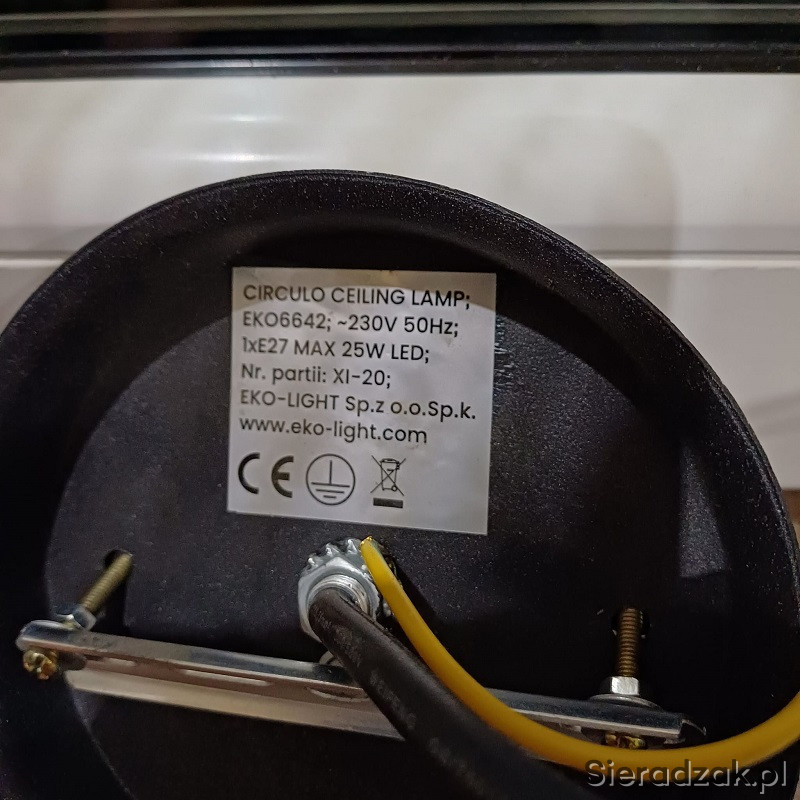 CIRCULO CEILING LAMP;
EKO6642; ~230V 50Hz;
1xE27 MAX 25W LED;
Nr. partii: XI-20;
EKO-LIGHT Sp.z o.o.Sp.k.
www.eko-light.com
CE
Sieradzak.pl